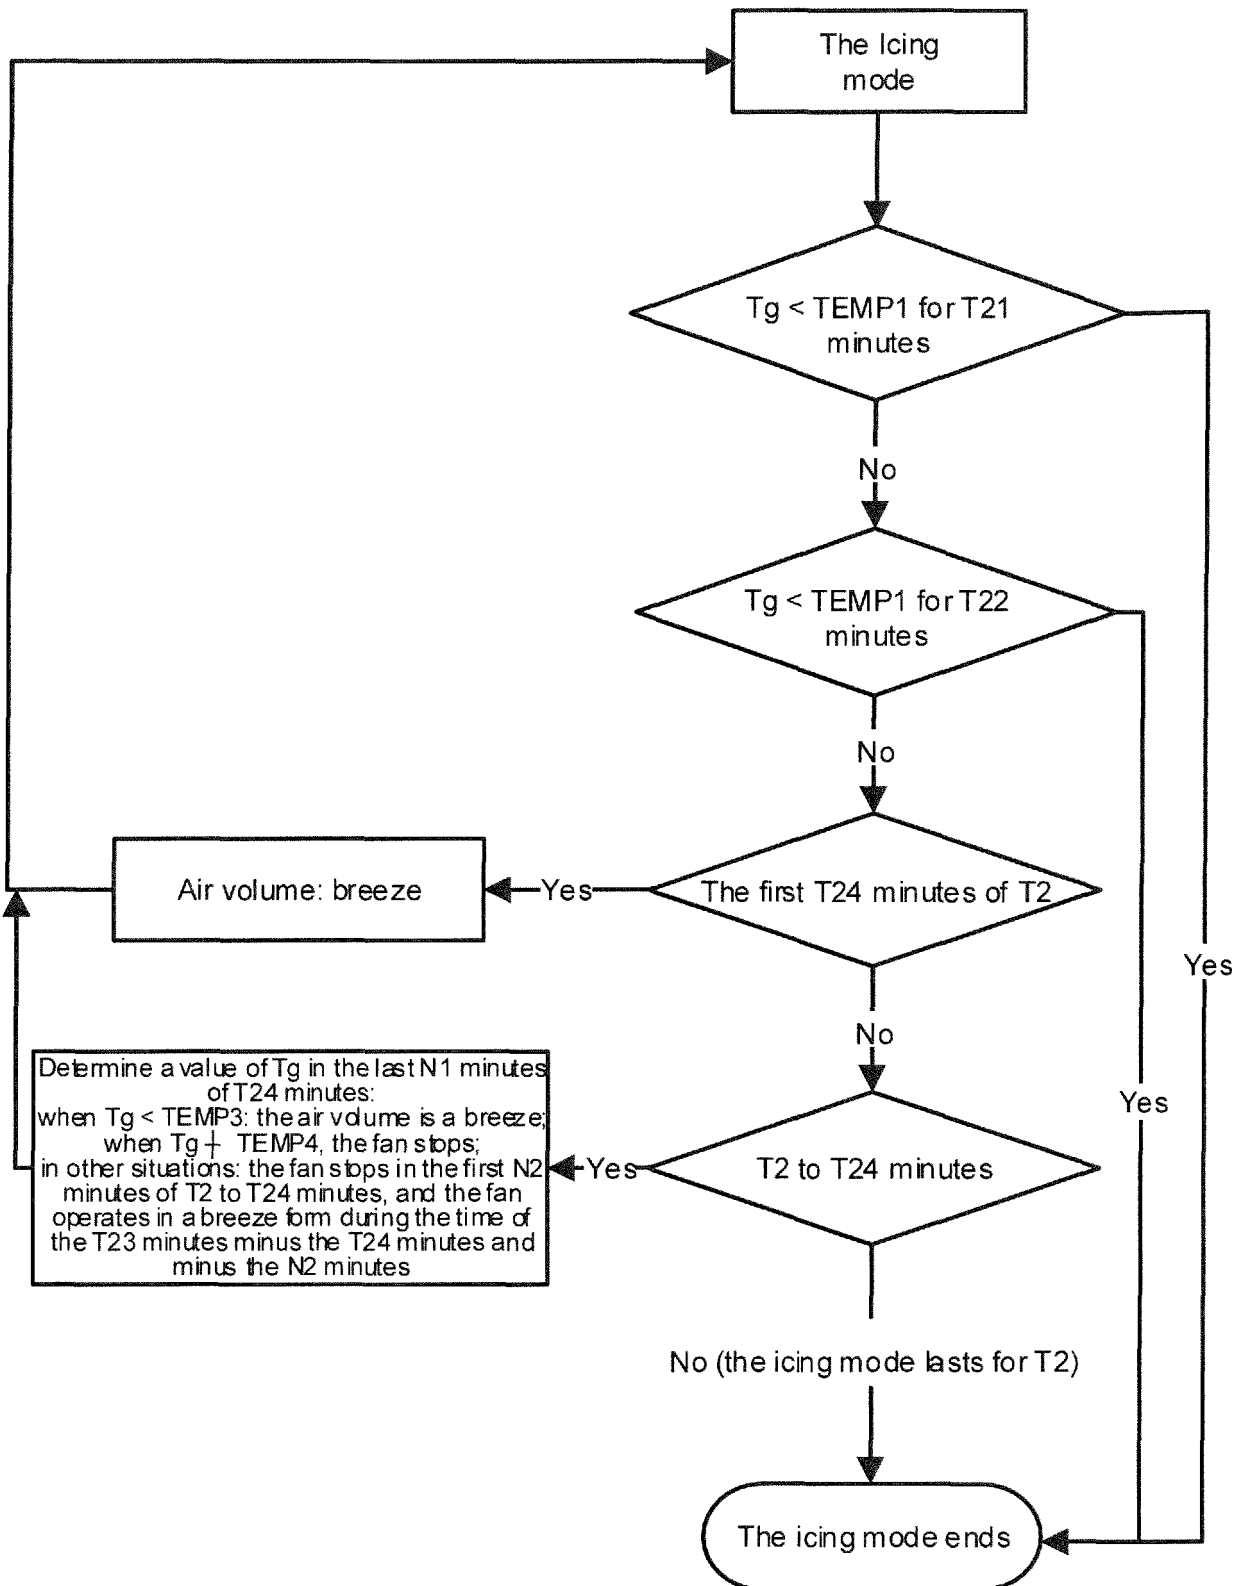 The Icing
mode
Tg < TEMP1 for T21
minutes
No
Tg < TEMP1 for T22
minutes
No
Air volume: breeze
Yes
The first T24 minutes of T2
Yes
No
Determine a value of Tg in the last N1 minutes
of T24 minutes:
when Tg < TEMP3: the air volume is a breeze;
when Tg ┼ TEMP4, the fan stops;
in other situations: the fan stops in the first N2
minutes of T2 to T24 minutes, and the fan
operates in a breeze form during the time of
the T23 minutes minus the T24 minutes and
minus the N2 minutes
Yes
T2 to T24 minutes
Yes
No (the icing mode lasts for T2)
The icing mode ends